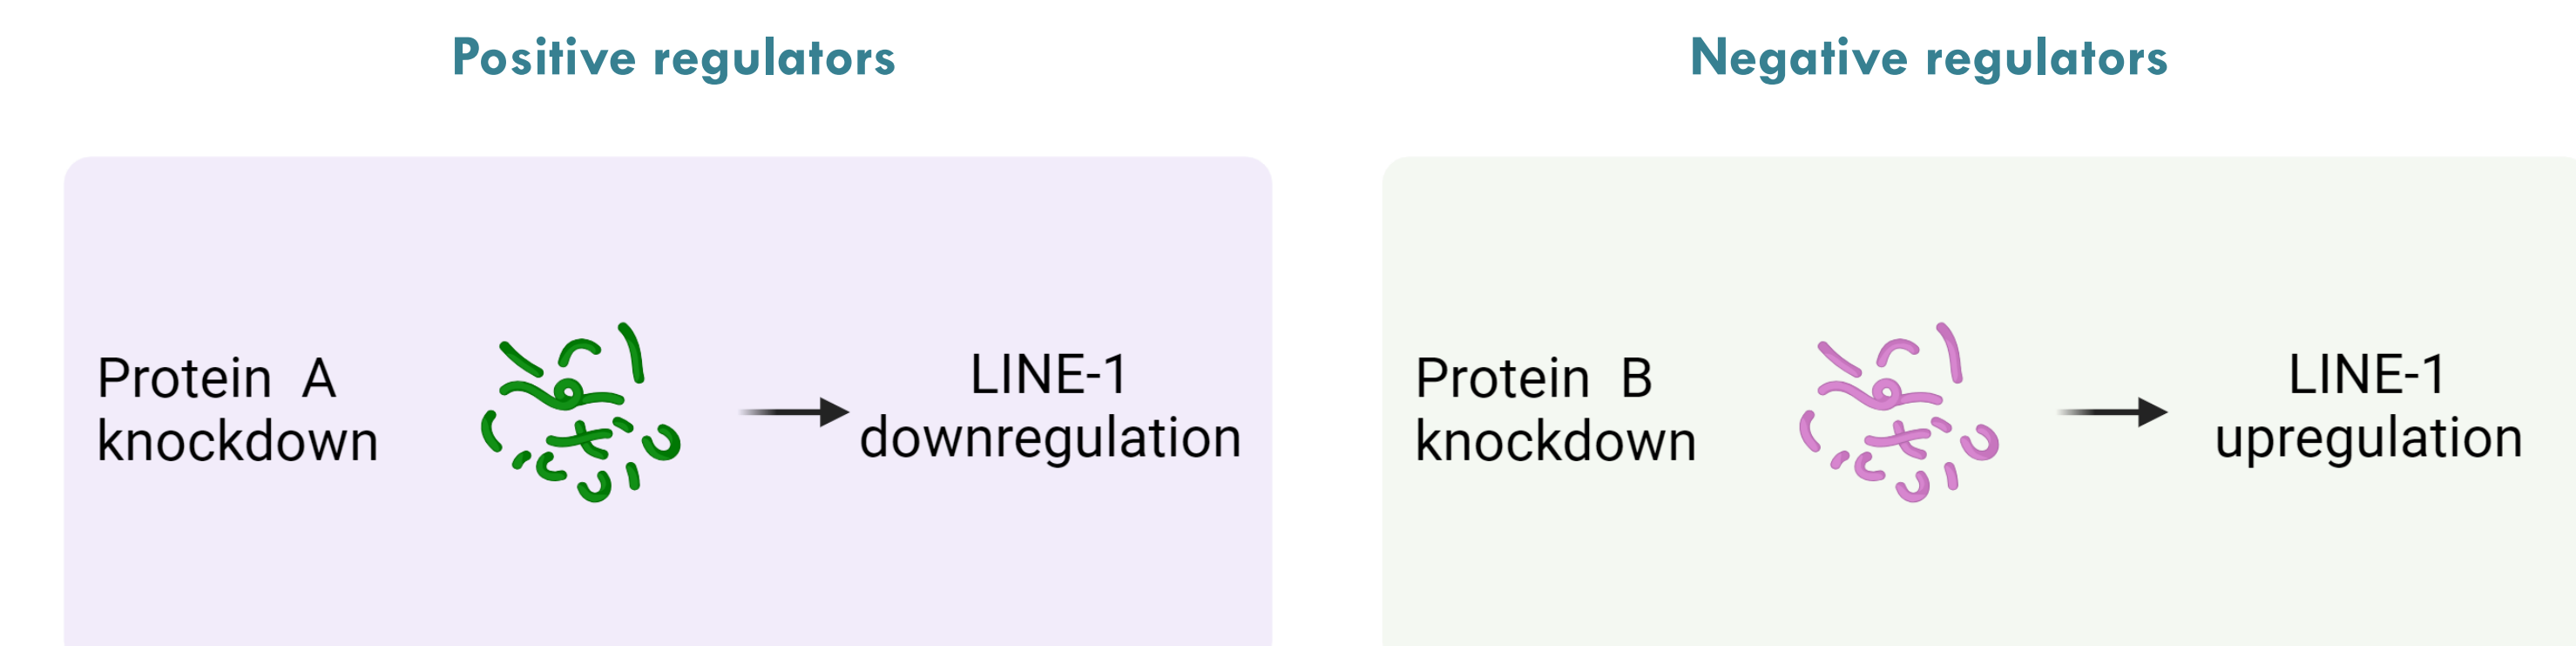 Positive regulators
Negative regulators
Protein A
knockdown
LINE-1
downregulation
Protein B
knockdown
LINE-1
upregulation